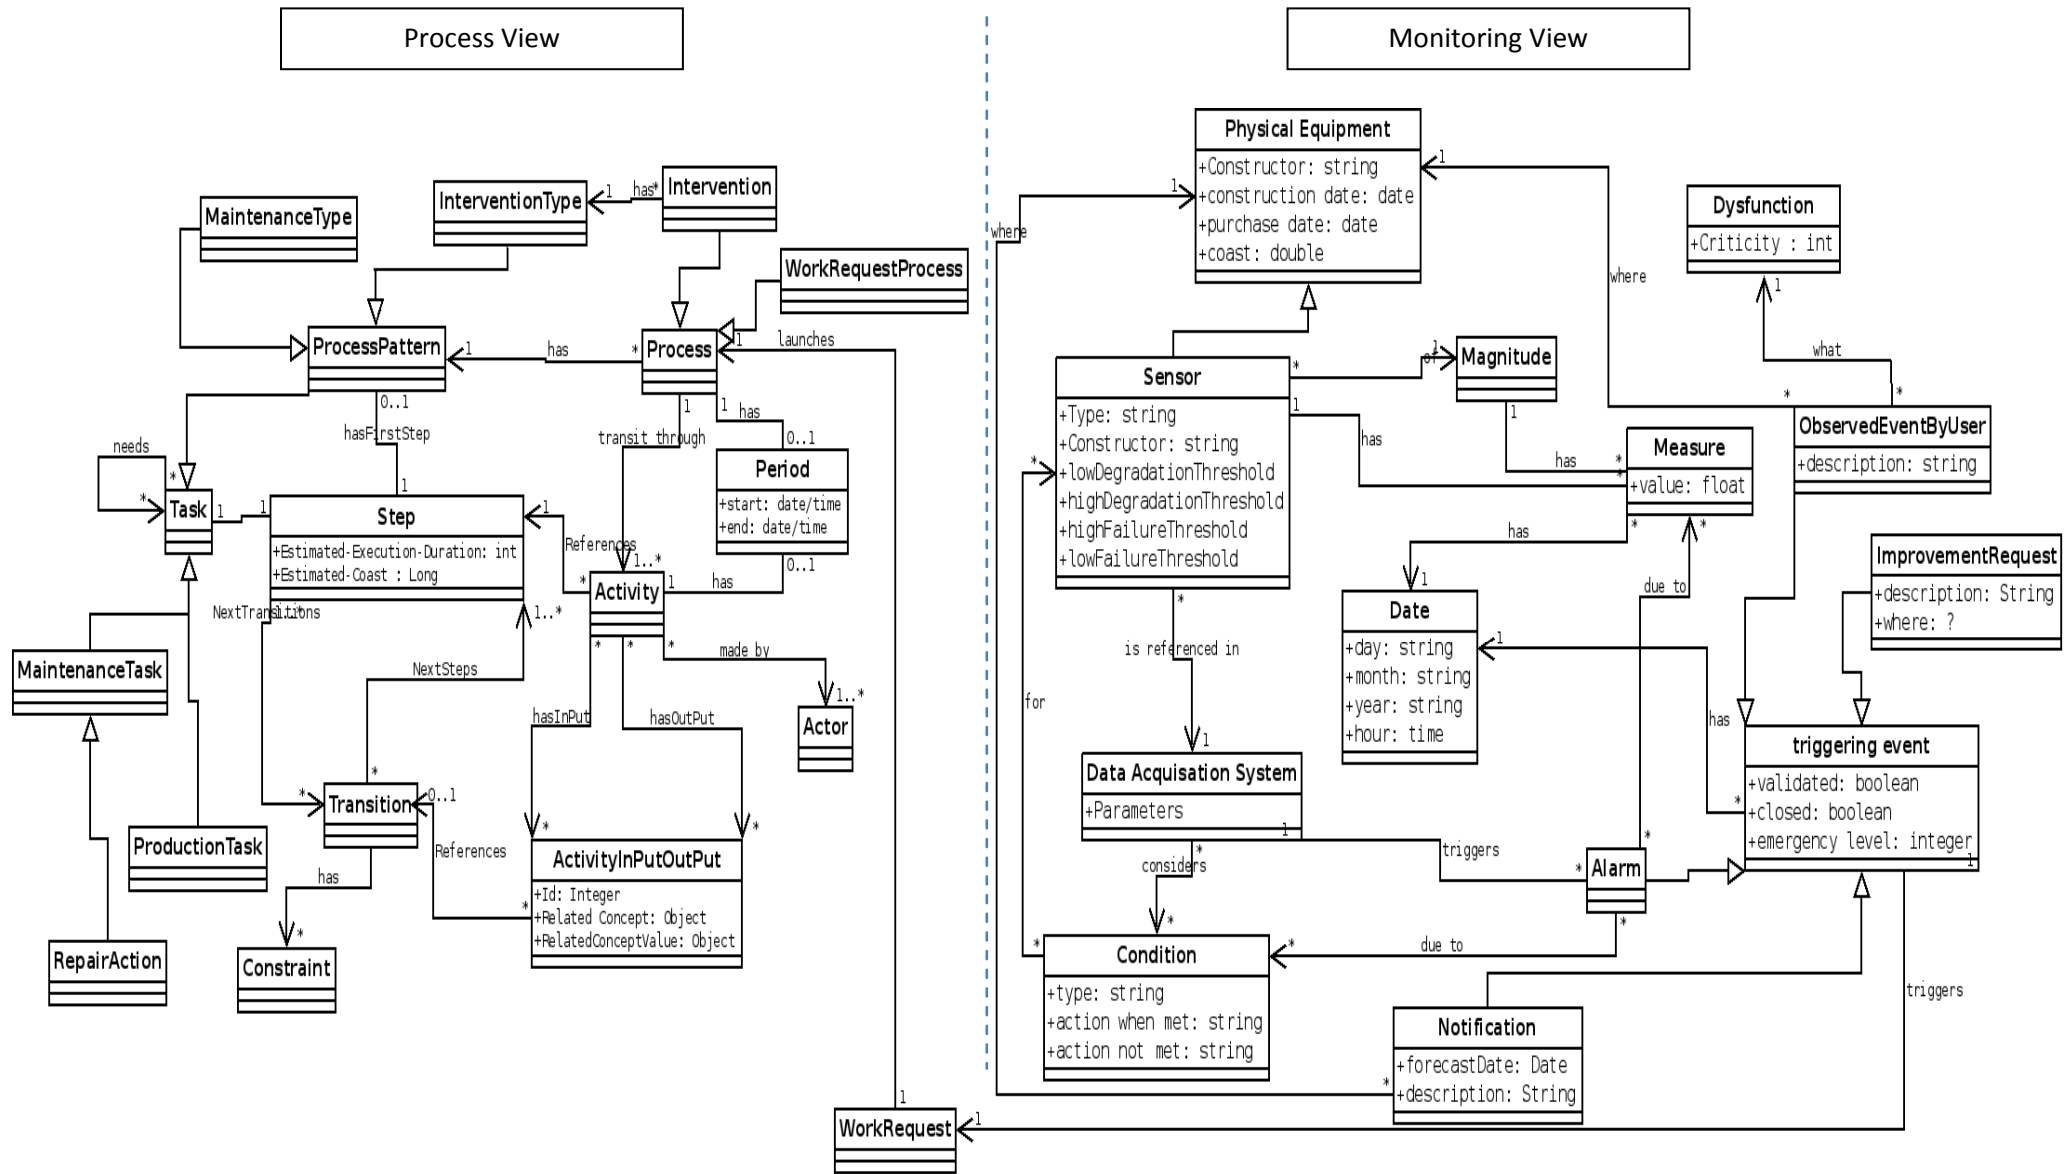 Process View
Monitoring View
MaintenanceType
InterventionType
1
has
*
Intervention
WorkRequestProcess
ProcessPattern
1
has
*
Process
1
launches
0..1
hasFirstStep
1
transit through
1
has
0..1
Period
+start: date/time
+end: date/time
0..1
needs
*
*
Task
1
1
1
Step
+Estimated-Execution-Duration: int
+Estimated-Coast : Long
1
References
*
1..*
Activity
1
has
NextTransitions
1..*
1..*
NextSteps
*
*
*
*
made by
1..*
Actor
hasInPut
hasOutPut
*
*
MaintenanceTask
ProductionTask
RepairAction
*
Transition
0..1
References
*
has
*
Constraint
ActivityInPutOutPut
+Id: Integer
+Related Concept: Object
+RelatedConceptValue: Object
1
WorkRequest
1
Physical Equipment
+Constructor: string
+construction date: date
+purchase date: date
+coast: double
1
where
1
where
Dysfunction
+Criticity : int
1
what
*
*
ObservedEventByUser
+description: string
Sensor
+Type: string
+Constructor: string
+lowDegradationThreshold
+highDegradationThreshold
+highFailureThreshold
+lowFailureThreshold
*
of
1
Magnitude
1
has
*
1
has
*
Measure
+value: float
*
has
1
*
due to
*
Date
+day: string
+month: string
+year: string
+hour: time
1
has
*
ImprovementRequest
+description: String
+where: ?
triggering event
+validated: boolean
+closed: boolean
+emergency level: integer
1
*
is referenced in
1
Data Acquisation System
+Parameters
1
triggers
*
Alarm
*
due to
*
*
considers
*
*
for
*
Condition
+type: string
+action when met: string
+action not met: string
Notification
+forecastDate: Date
+description: String
*
triggers